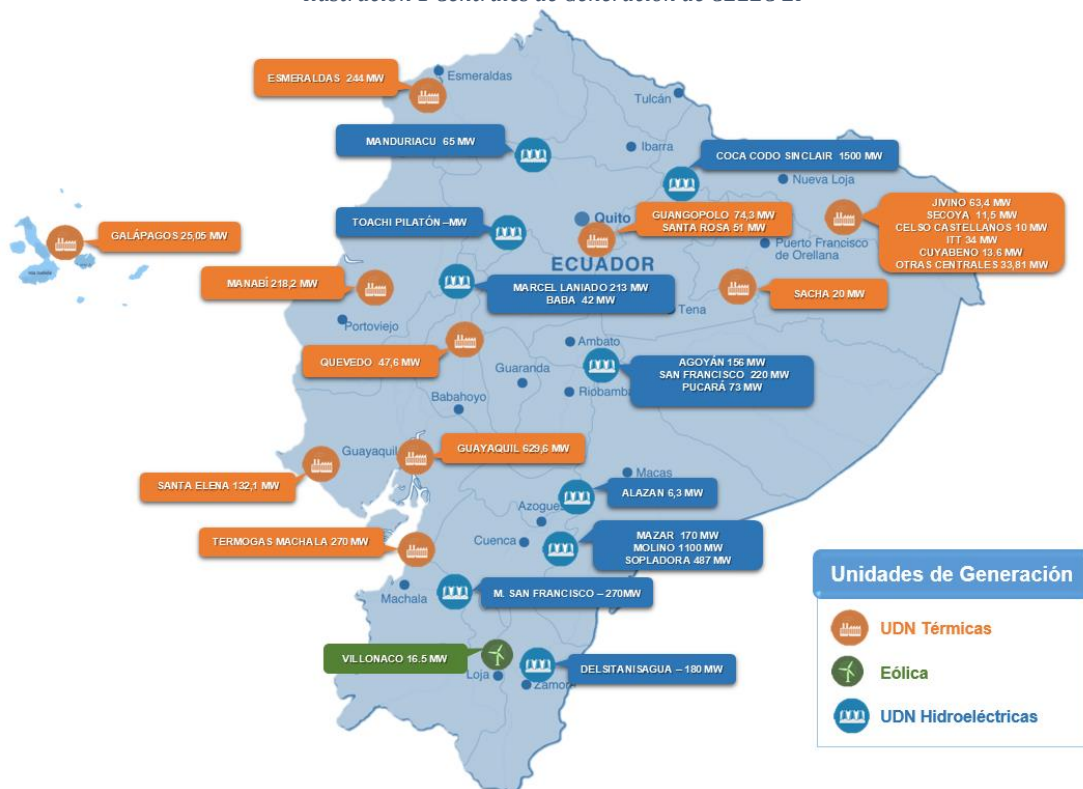 ESMERALDAS 244 MW
Esmeraldas
Tulcán
MANDURIACU 65 MW
Ibarra
COCA CODO SINCLAIR 1500 MW
Nueva Loja
GALÁPAGOS 25,05 MW
TOACHI PILATÓN –MW
Quito
GUANGOPOLO 74,3 MW
SANTA ROSA 51 MW
JIVINO 63,4 MW
SECOYA 11,5 MW
CELSO CASTELLANOS 10 MW
ITT 34 MW
CUYABENO 13.6 MW
OTRAS CENTRALES 33,81 MW
Puerto Francisco
de Orellana
ECUADOR
MANABÍ 218,2 MW
MARCEL LANIADO 213 MW
BABA 42 MW
SACHA 20 MW
Tena
Portoviejo
QUEVEDO 47,6 MW
Ambato
Guaranda
AGOYÁN 156 MW
SAN FRANCISCO 220 MW
PUCARÁ 73 MW
Riobamba
Babahoyo
Guayaquil
GUAYAQUIL 629,6 MW
SANTA ELENA 132,1 MW
Macas
ALAZAN 6,3 MW
Azogues
Cuenca
MAZAR 170 MW
MOLINO 1100 MW
SOPLADORA 487 MW
TERMOGAS MACHALA 270 MW
Machala
M. SAN FRANCISCO – 270MW
VILLONACO 16.5 MW
Loja
DELSITANISAGUA – 180 MW
Zamora
Unidades de Generación
UDN Térmicas
Eólica
UDN Hidroeléctricas